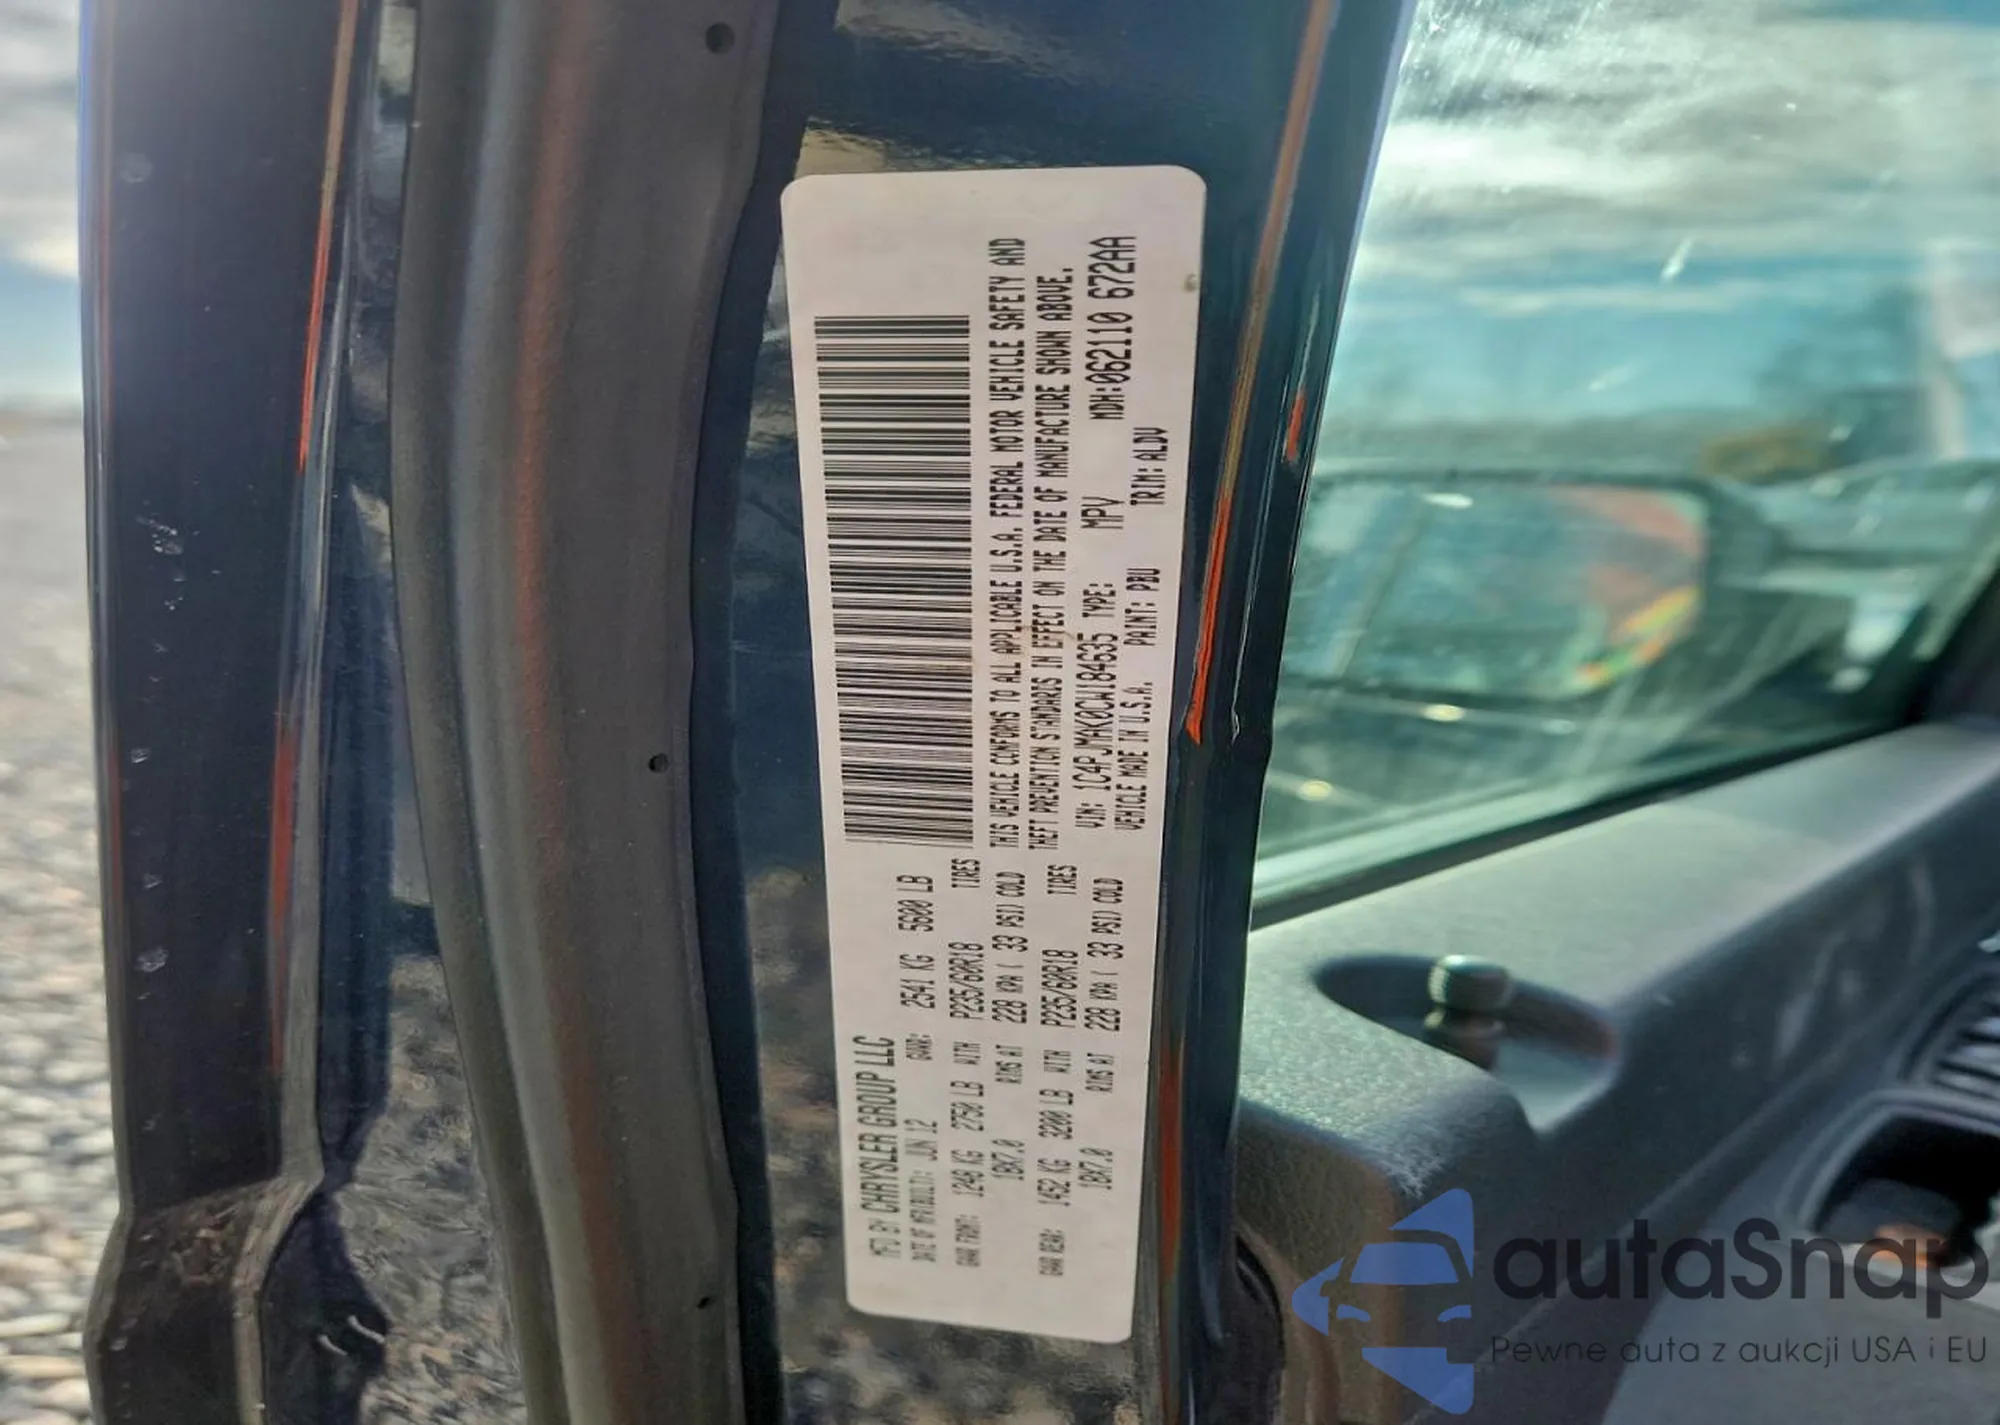 MFD BY CHRYSLER GROUP LLC
DATE OF MFR(BUILT): JUN 12 GVWR: 2541 KG 5600 LB
GAWR FRONT: 1248 KG 2750 LB WITH P235/60R18 TIRES
18X7.0 RIMS AT 228 KPA( 33 PSI) COLD
GAWR REAR: 1452 KG 3200 LB WITH P235/60R18 TIRES
18X7.0 RIMS AT 228 KPA( 33 PSI) COLD
THIS VEHICLE CONFORMS TO ALL APPLICABLE U.S.A. FEDERAL MOTOR VEHICLE SAFETY AND
THEFT PREVENTION STANDARDS IN EFFECT ON THE DATE OF MANUFACTURE SHOWN ABOVE.
VIN: 1C4PJMAK0CW184635 TYPE: MPV MDH:062110 672AA
VEHICLE MADE IN U.S.A. PAINT: PBU TRIM: ALDV
autaSnap
Pewne auta z aukcji USA i EU